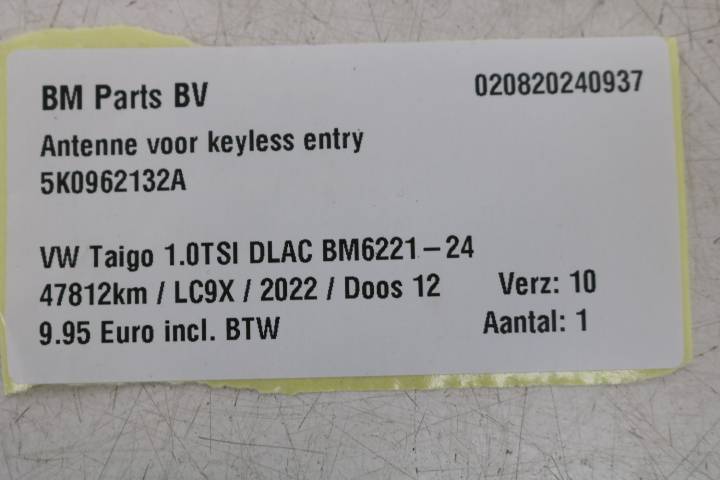 BM Parts BV 020820240937
Antenne voor keyless entry
5K0962132A
VW Taigo 1.0TSI DLAC BM6221-24
47812km / LC9X / 2022 / Doos 12 Verz: 10
9.95 Euro incl. BTW Aantal: 1